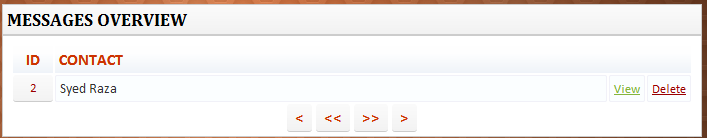 MESSAGES OVERVIEW
ID CONTACT
2 Syed Raza View Delete
< << >> >